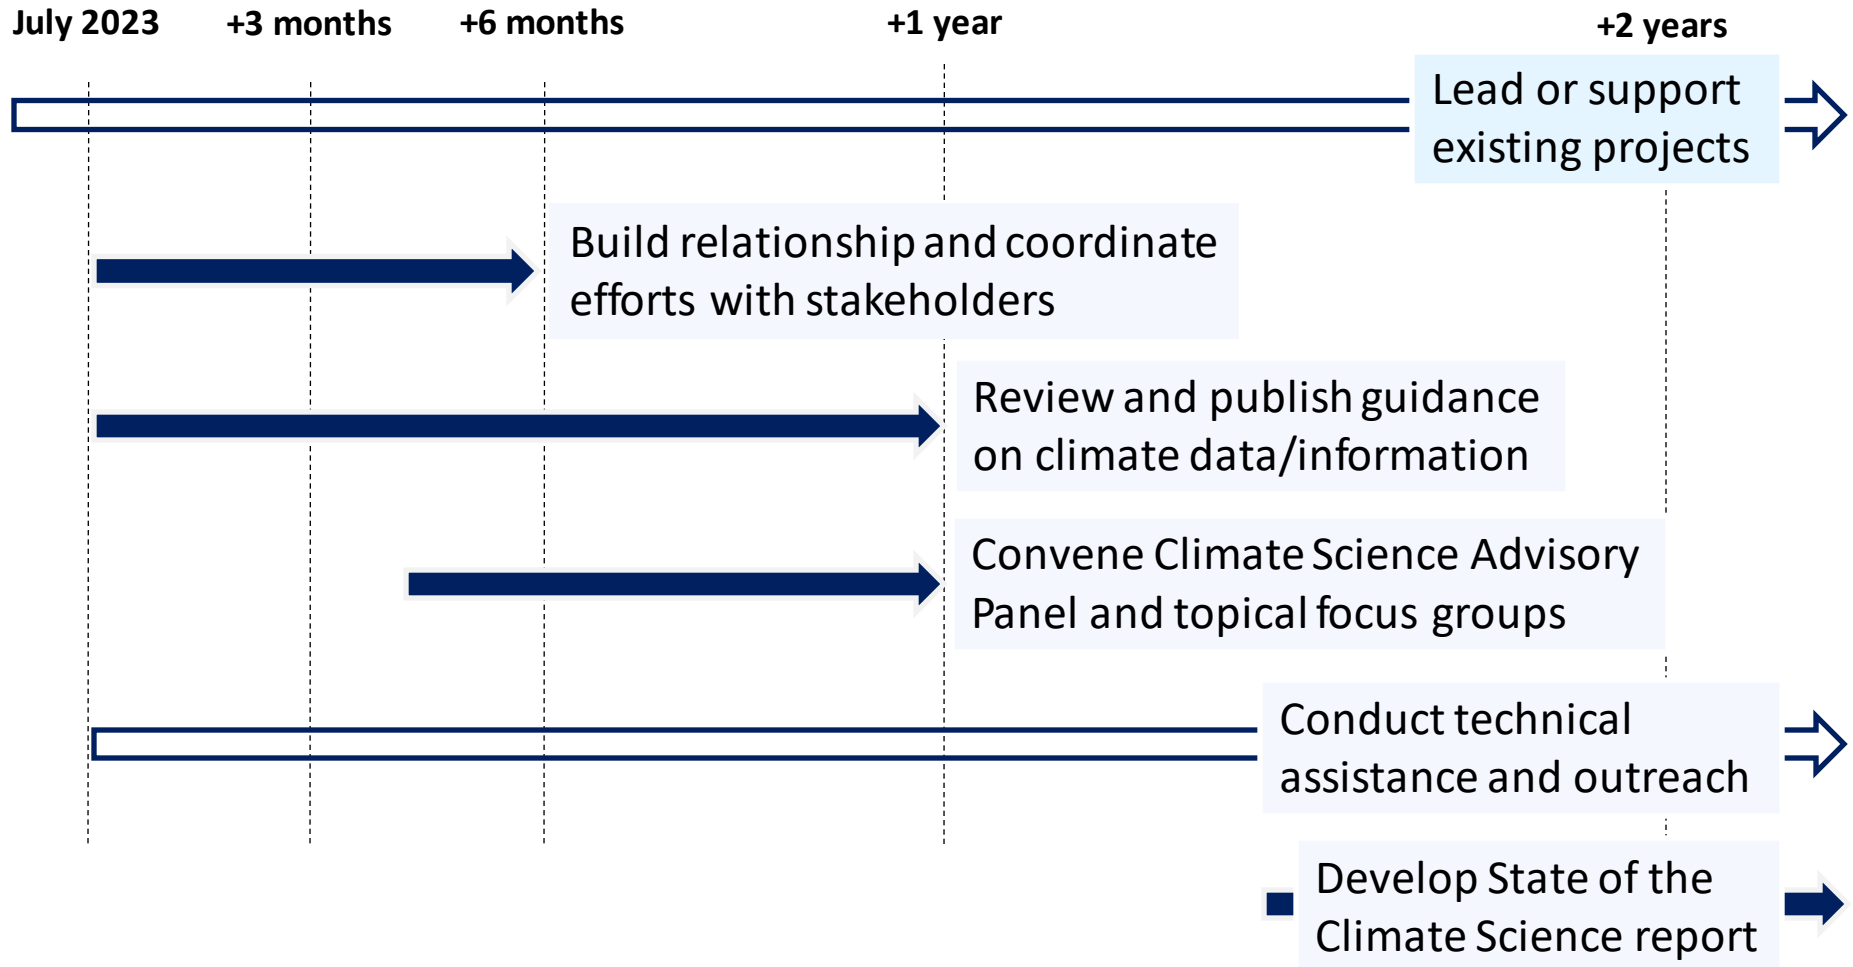 July 2023 +3 months +6 months +1 year +2 years
Lead or support
existing projects
Build relationship and coordinate
efforts with stakeholders
Review and publish guidance
on climate data/information
Convene Climate Science Advisory
Panel and topical focus groups
Conduct technical
assistance and outreach
Develop State of the
Climate Science report